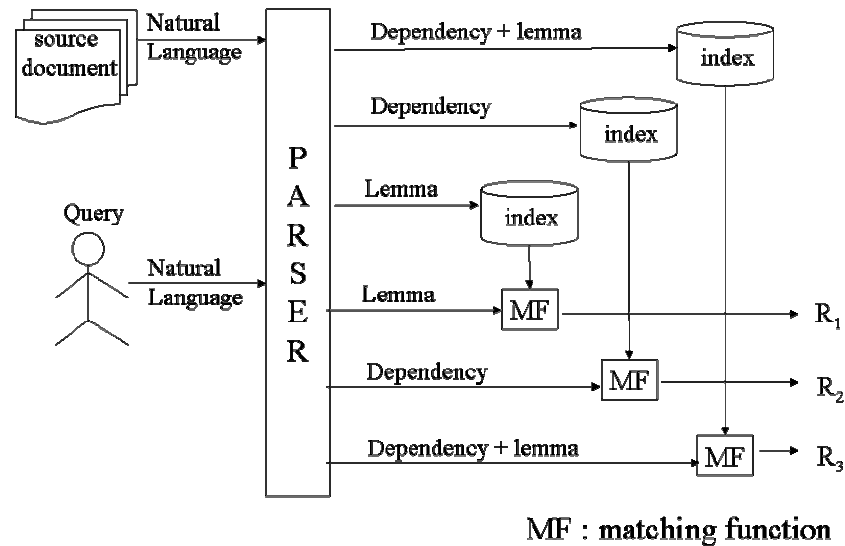 source
document
Natural
Language
Dependency + lemma
index
Dependency
index
Lemma
index
P
A
R
S
E
R
Query
Natural
Language
Lemma
MF
R1
Dependency
MF
R2
Dependency + lemma
MF
R3
MF : matching function